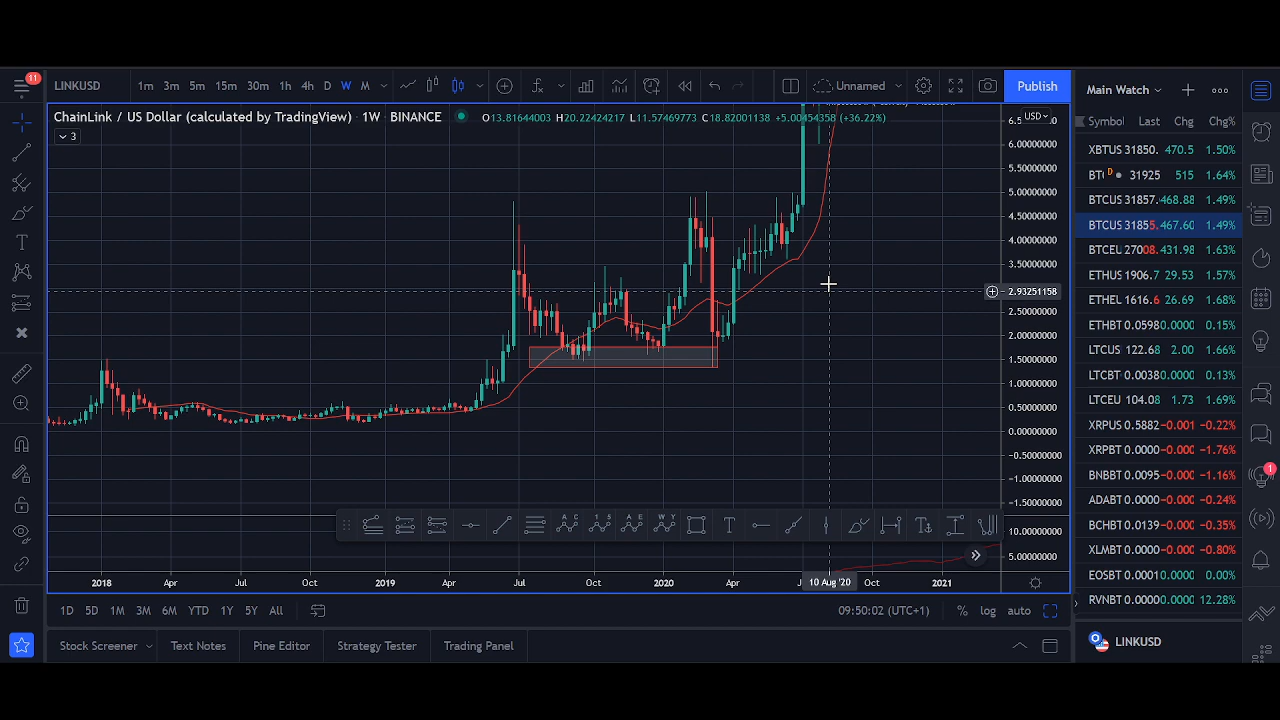 11
LINKUSD
1m 3m 5m 15m 30m 1h 4h D W M
Unnamed
Publish
Main Watch
ChainLink / US Dollar (calculated by TradingView) 1W BINANCE
O13.81644003 H20.22424217 L11.57469773 C18.82001138 +5.00454358 (+36.22%)
3
USD
Symbol Last Chg Chg%
XBTUS 31850. 470.5 1.50%
BT( D 31925 515 1.64%
BTCUS 31857. 468.88 1.49%
BTCUS 31855. 467.60 1.49%
BTCEU 27008. 431.98 1.63%
ETHUS 1906.7 29.53 1.57%
ETHEL 1616.6 26.69 1.68%
ETHBT 0.0598 0.0000 0.15%
LTCUS 122.68 2.00 1.66%
LTCBT 0.0038 0.0000 0.13%
LTCEU 104.08 1.73 1.69%
XRPUS 0.5882 −0.001 −0.22%
XRPBT 0.0000 −0.000 −1.76%
BNBBT 0.0095 −0.000 −1.16%
ADABT 0.0000 −0.000 −0.24%
BCHBT 0.0139 −0.000 −0.35%
XLMBT 0.0000 −0.000 −0.80%
EOSBT 0.0001 0.0000 0.00%
RVNBT 0.0000 0.0000 12.28%
6.00000000
5.50000000
5.00000000
4.50000000
4.00000000
3.50000000
2.93251158
2.50000000
2.00000000
1.50000000
1.00000000
0.50000000
0.00000000
−0.50000000
−1.00000000
−1.50000000
10.00000000
5.00000000
1
A C 1 5 A E W Y
2018 Apr Jul Oct 2019 Apr Jul Oct 2020 Apr J 10 Aug '20 Oct 2021
1D 5D 1M 3M 6M YTD 1Y 5Y All
09:50:02 (UTC+1) % log auto
Stock Screener Text Notes Pine Editor Strategy Tester Trading Panel
LINKUSD